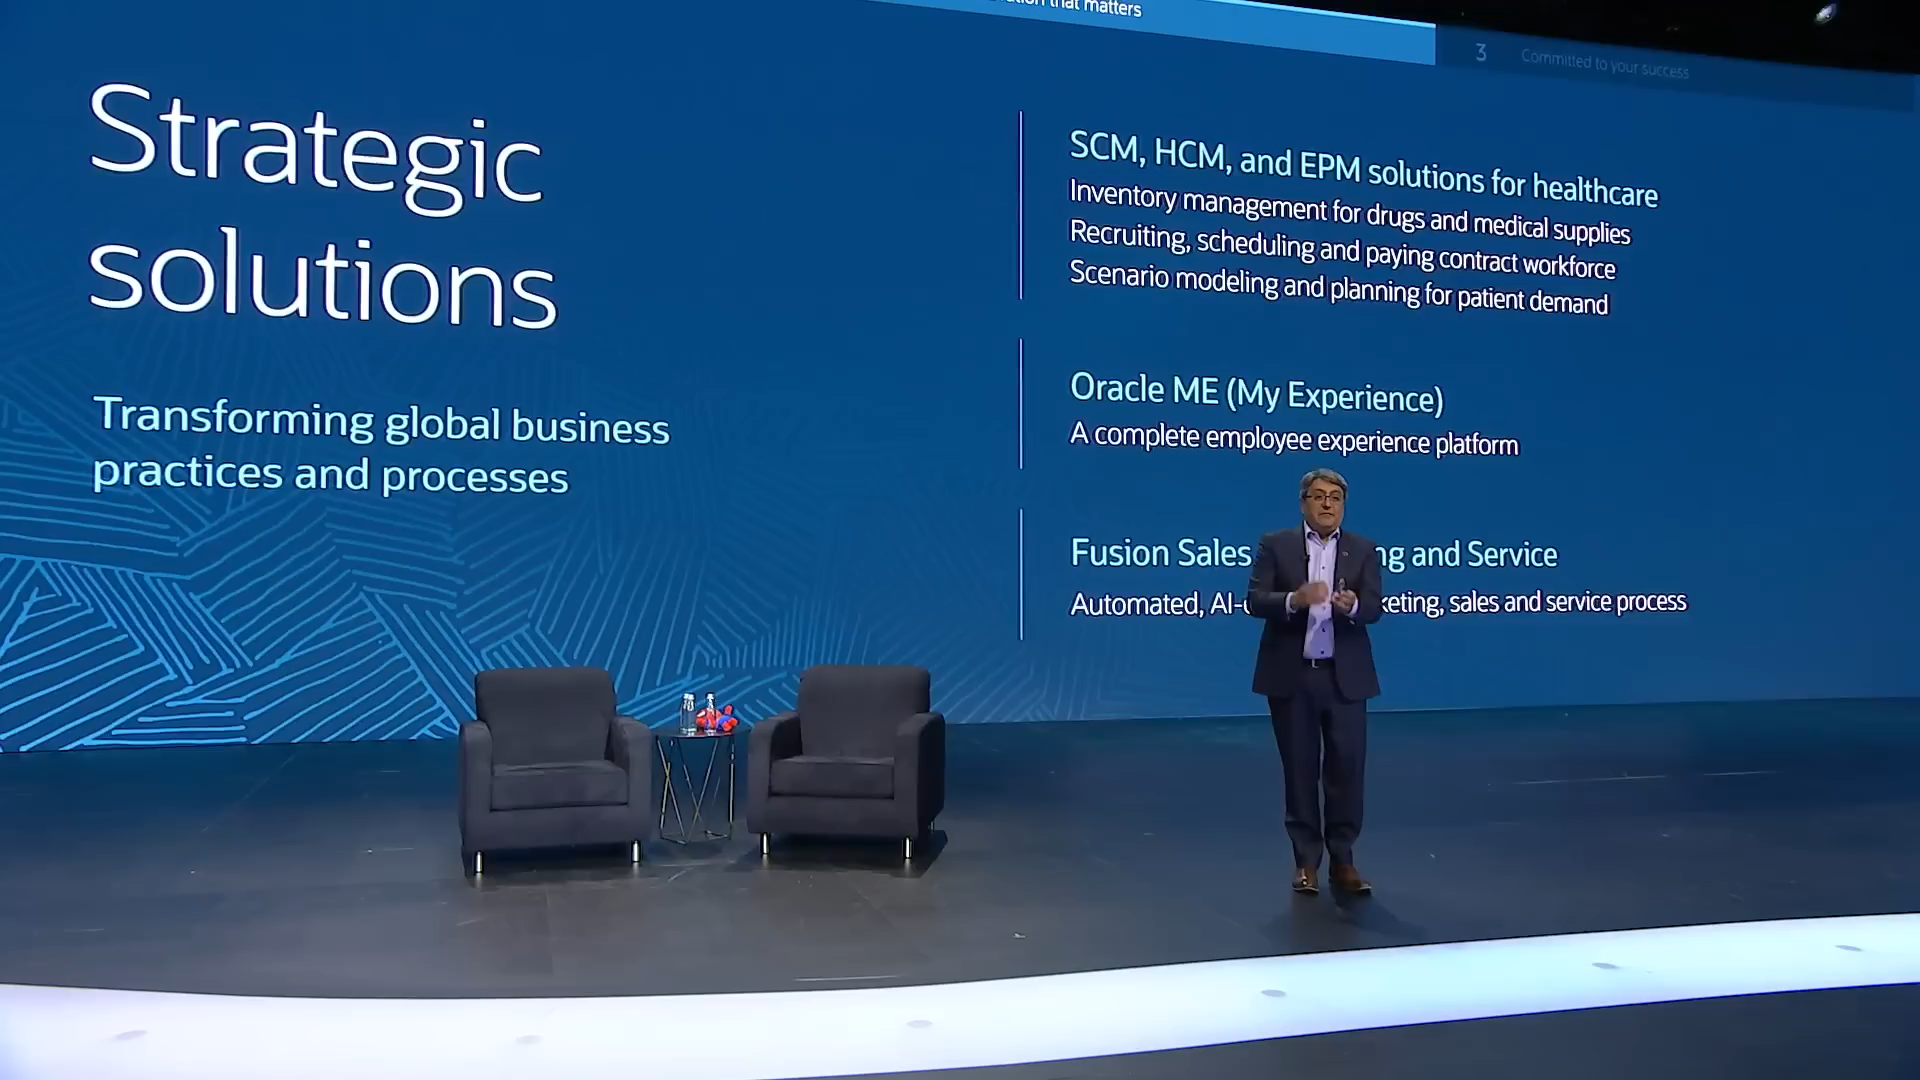 that matters
3 Committed to your success
Strategic
solutions
Transforming global business
practices and processes
SCM, HCM, and EPM solutions for healthcare
Inventory management for drugs and medical supplies
Recruiting, scheduling and paying contract workforce
Scenario modeling and planning for patient demand
Oracle ME (My Experience)
A complete employee experience platform
Fusion Sales and Service
Automated, sales and service process